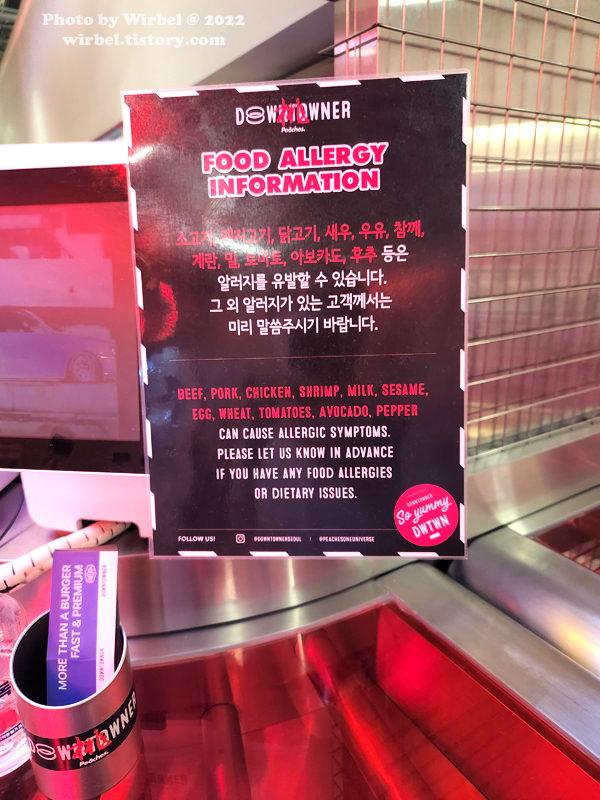 Photo by Wirbel @ 2022
wirbel.tistory.com
DOWNTOWNER
Peaches.
FOOD ALLERGY
INFORMATION
소고기, 돼지고기, 닭고기, 새우, 우유, 참깨,
계란, 밀, 토마토, 아보카도, 후추 등은
알러지를 유발할 수 있습니다.
그 외 알러지가 있는 고객께서는
미리 말씀주시기 바랍니다.
BEEF, PORK, CHICKEN, SHRIMP, MILK, SESAME,
EGG, WHEAT, TOMATOES, AVOCADO, PEPPER
CAN CAUSE ALLERGIC SYMPTOMS.
PLEASE LET US KNOW IN ADVANCE
IF YOU HAVE ANY FOOD ALLERGIES
OR DIETARY ISSUES.
DOWNTOWNER
So yummy
DWTWN
FOLLOW US! @DOWNTOWNERSEOUL / @PEACHESONEUNIVERSE
MORE THAN A BURGER
FAST & PREMIUM
DOWNTOWNER
DOWNTOWNER
Peaches.